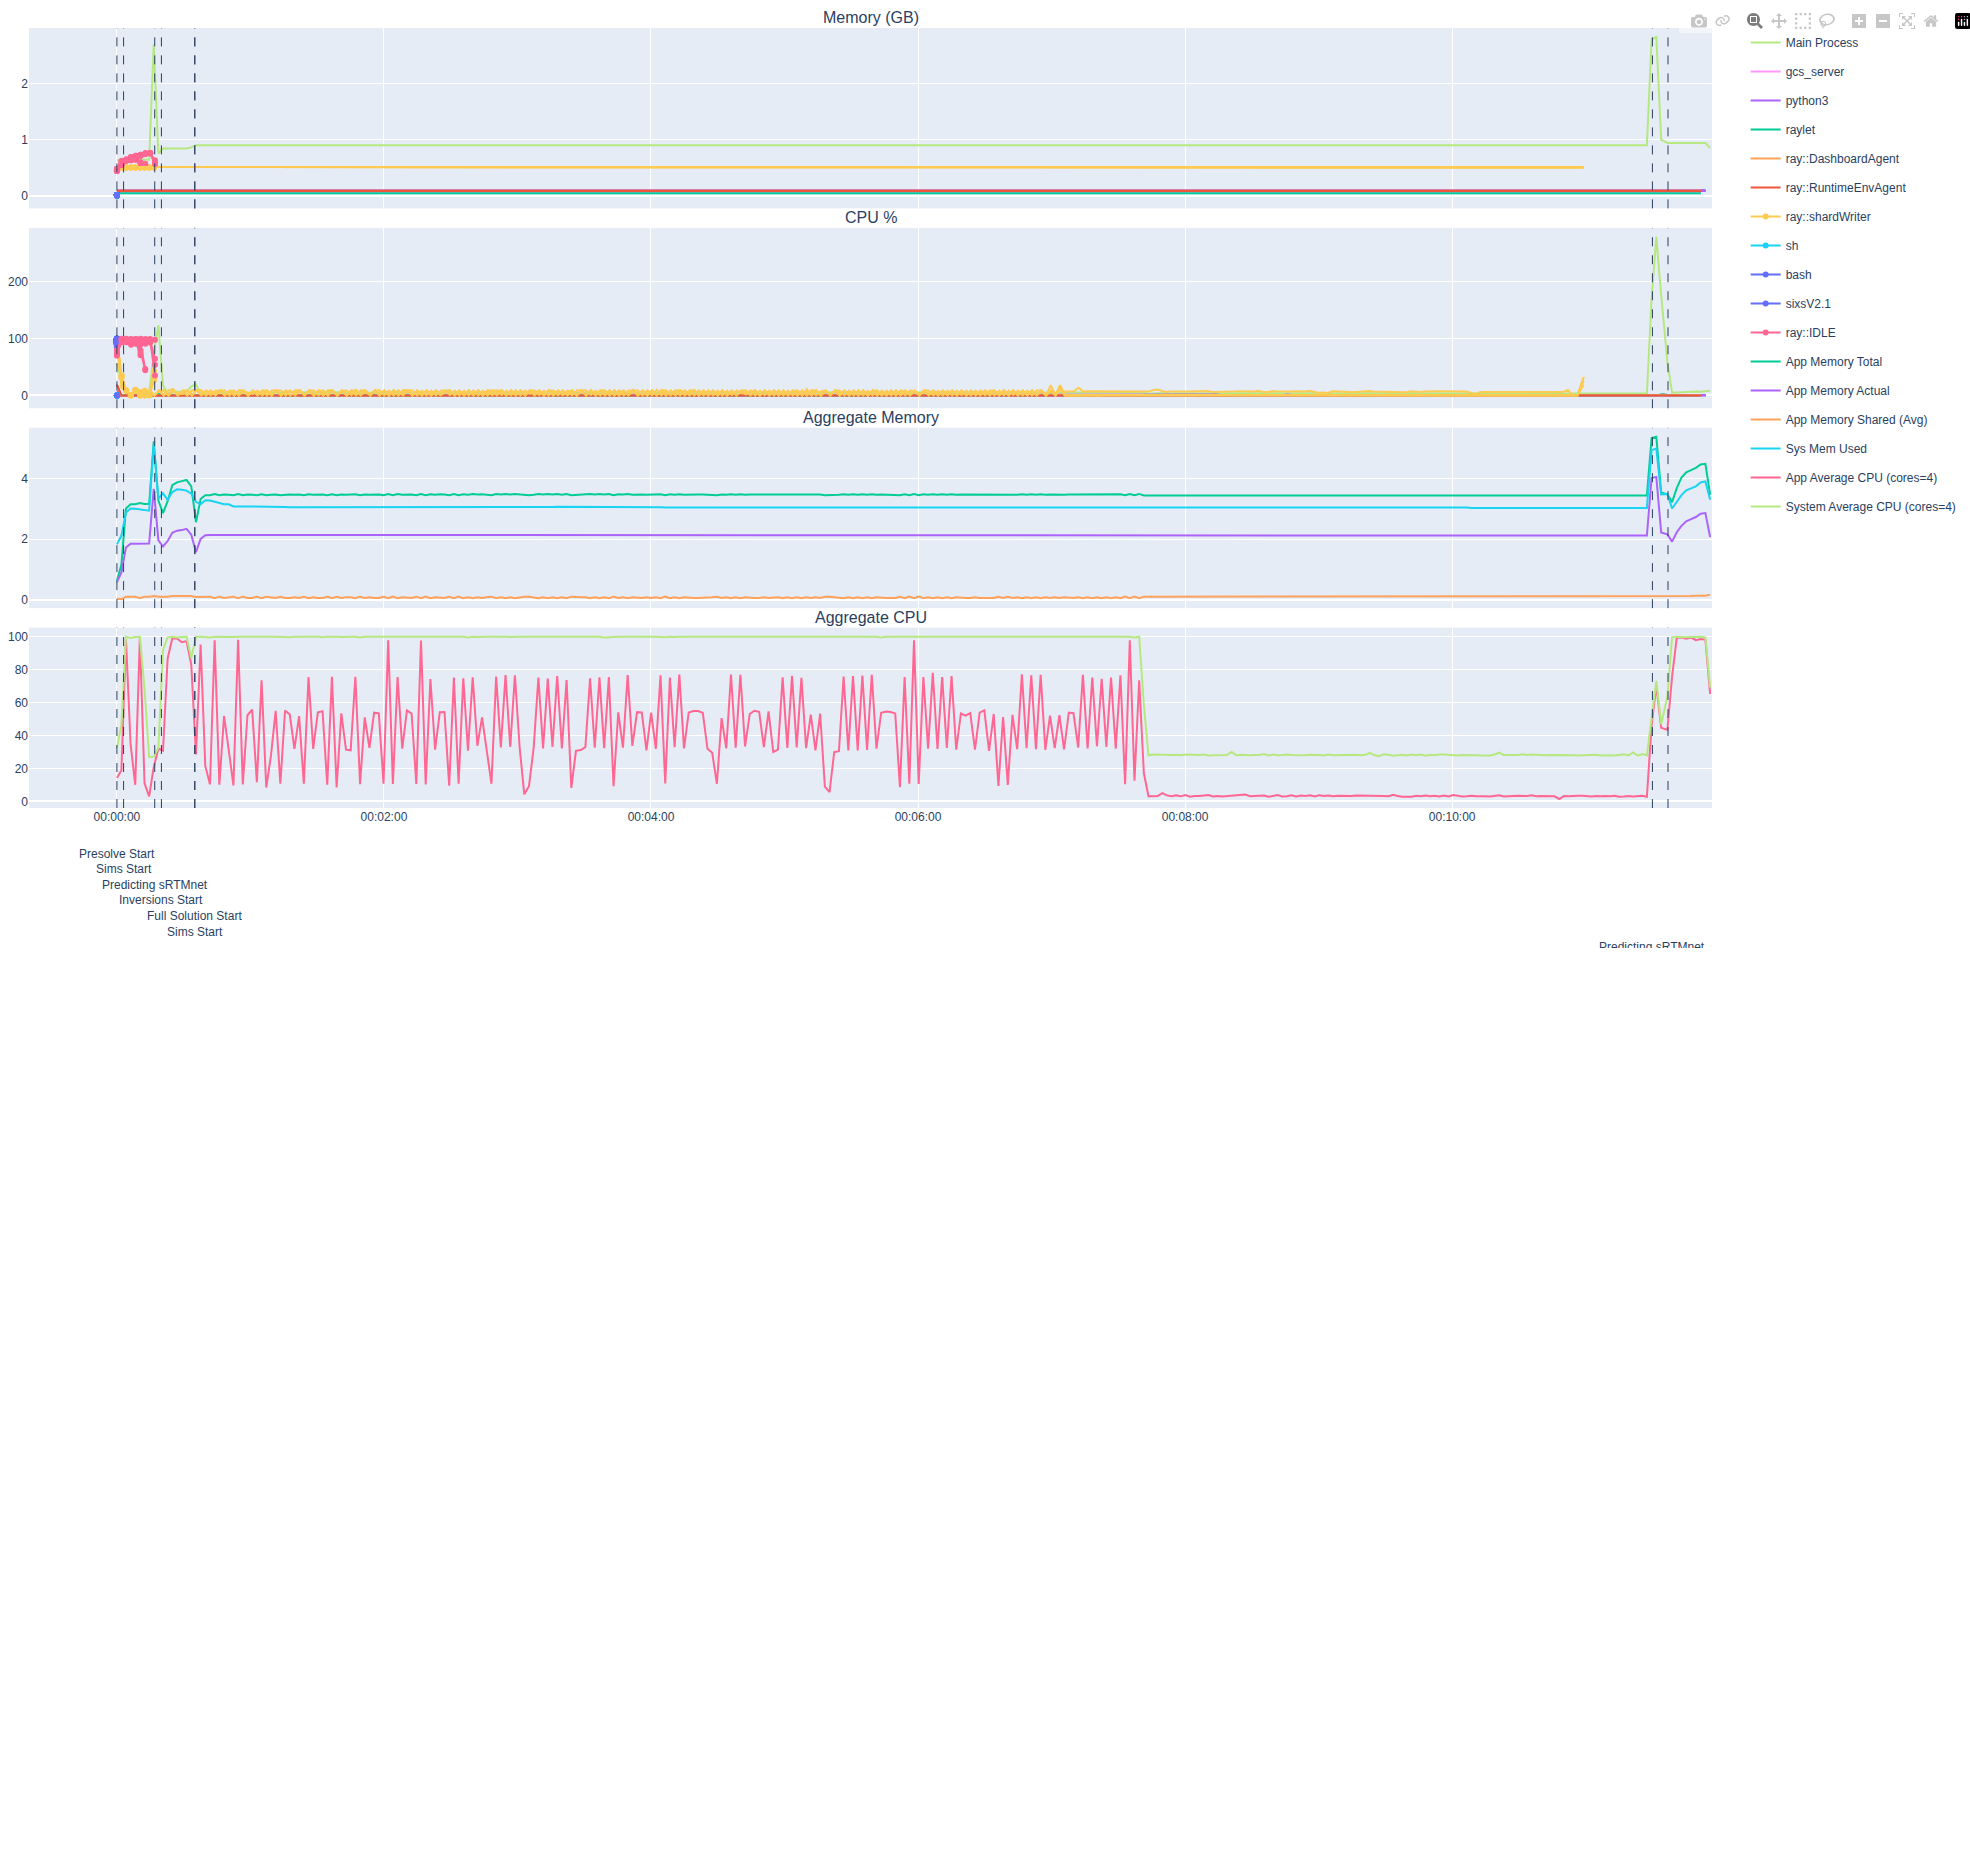 Memory (GB)
2
1
0
CPU %
200
100
0
Aggregate Memory
4
2
0
Aggregate CPU
100
80
60
40
20
0
00:00:00 00:02:00 00:04:00 00:06:00 00:08:00 00:10:00
Presolve Start
Sims Start
Predicting sRTMnet
Inversions Start
Full Solution Start
Sims Start
Predicting sRTMnet
Main Process
gcs_server
python3
raylet
ray::DashboardAgent
ray::RuntimeEnvAgent
ray::shardWriter
sh
bash
sixsV2.1
ray::IDLE
App Memory Total
App Memory Actual
App Memory Shared (Avg)
Sys Mem Used
App Average CPU (cores=4)
System Average CPU (cores=4)